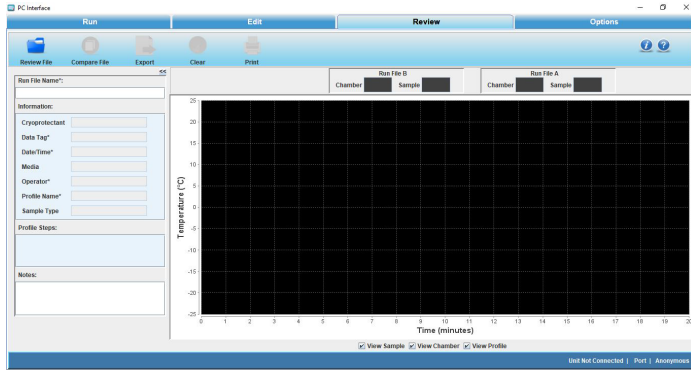 PC Interface
Run Edit Review Options
Review File Compare File Export Clear Print
<<
Run File Name*:
Information:
Cryoprotectant
Data Tag*
Date/Time*
Media
Operator*
Profile Name*
Sample Type
Profile Steps:
Notes:
Run File B
Chamber Sample
Run File A
Chamber Sample
Temperature (°C)
25
20
15
10
5
0
-5
-10
-15
-20
-25
0 1 2 3 4 5 6 7 8 9 10 11 12 13 14 15 16 17 18 19 20
Time (minutes)
View Sample View Chamber View Profile
Unit Not Connected | Port | Anonymous